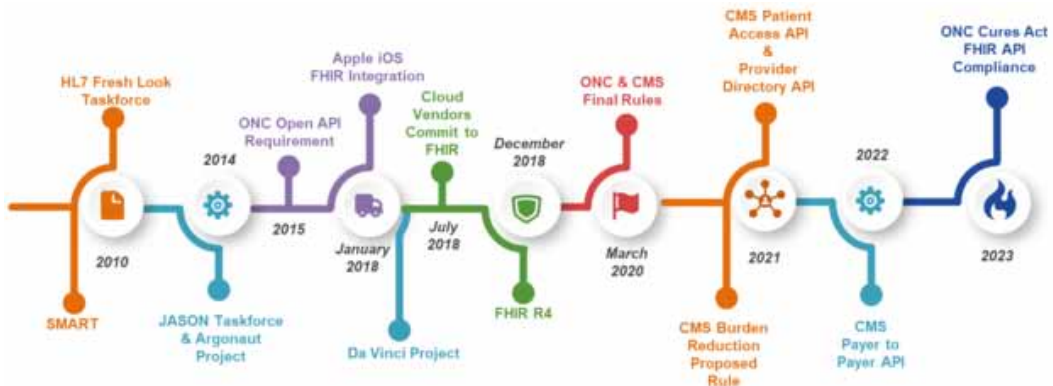 HL7 Fresh Look
Taskforce
2010
SMART
2014
JASON Taskforce
& Argonaut
Project
ONC Open API
Requirement
2015
Apple iOS
FHIR Integration
January
2018
Da Vinci Project
Cloud
Vendors
Commit to
FHIR
July
2018
December
2018
FHIR R4
ONC & CMS
Final Rules
March
2020
CMS Patient
Access API
&
Provider
Directory API
2021
CMS Burden
Reduction
Proposed
Rule
2022
CMS
Payer to
Payer API
ONC Cures Act
FHIR API
Compliance
2023